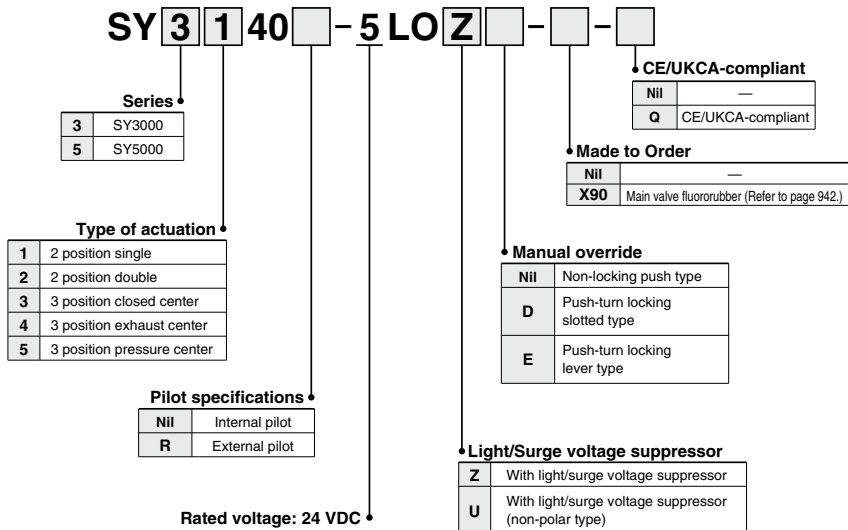 SY 3 1 40 - 5 LO Z - -
CE/UKCA-compliant
Nil —
Q CE/UKCA-compliant
Series
3 SY3000
5 SY5000
Made to Order
Nil —
X90 Main valve fluororubber (Refer to page 942.)
Type of actuation
1 2 position single
2 2 position double
3 3 position closed center
4 3 position exhaust center
5 3 position pressure center
Manual override
Nil Non-locking push type
D Push-turn locking
slotted type
E Push-turn locking
lever type
Pilot specifications
Nil Internal pilot
R External pilot
Light/Surge voltage suppressor
Z With light/surge voltage suppressor
U With light/surge voltage suppressor
(non-polar type)
Rated voltage: 24 VDC